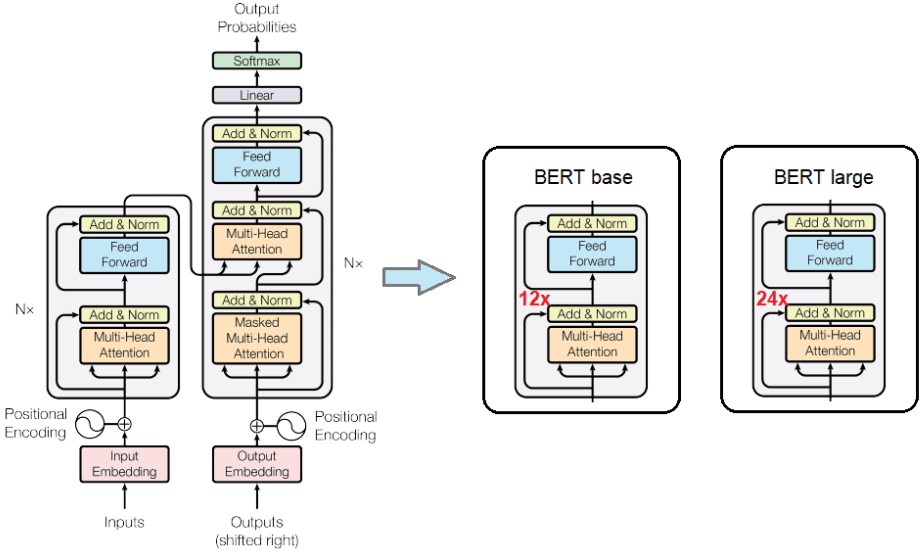 Output
Probabilities
Softmax
Linear
Add & Norm
Feed
Forward
Add & Norm
Multi-Head
Attention
Nx
Add & Norm
Masked
Multi-Head
Attention
Add & Norm
Feed
Forward
Nx
Add & Norm
Multi-Head
Attention
Positional
Encoding
Positional
Encoding
Input
Embedding
Output
Embedding
Inputs
Outputs
(shifted right)
BERT base
Add & Norm
Feed
Forward
12x
Add & Norm
Multi-Head
Attention
BERT large
Add & Norm
Feed
Forward
24x
Add & Norm
Multi-Head
Attention